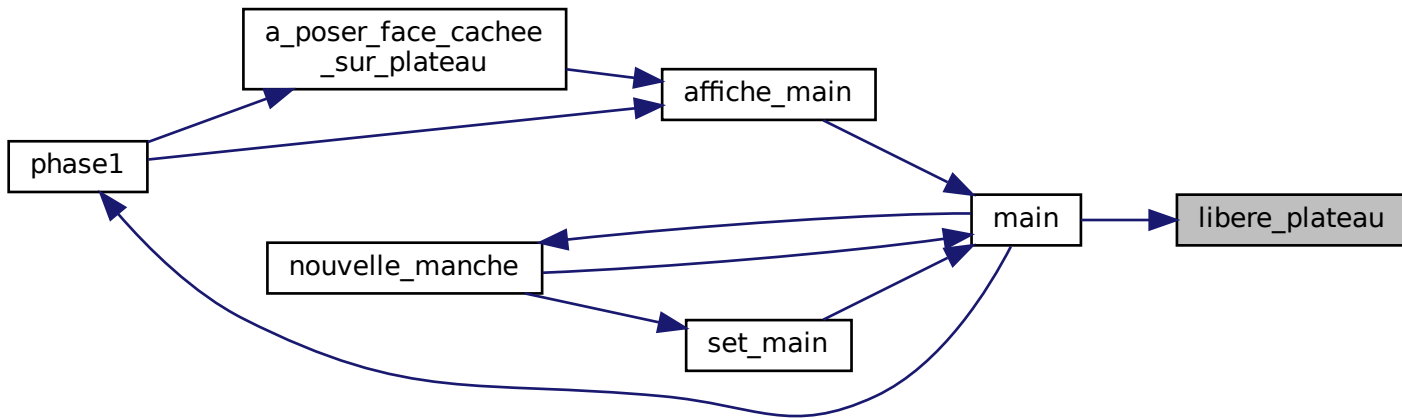 a_poser_face_cachee
_sur_plateau
affiche_main
phase1
main
libere_plateau
nouvelle_manche
set_main